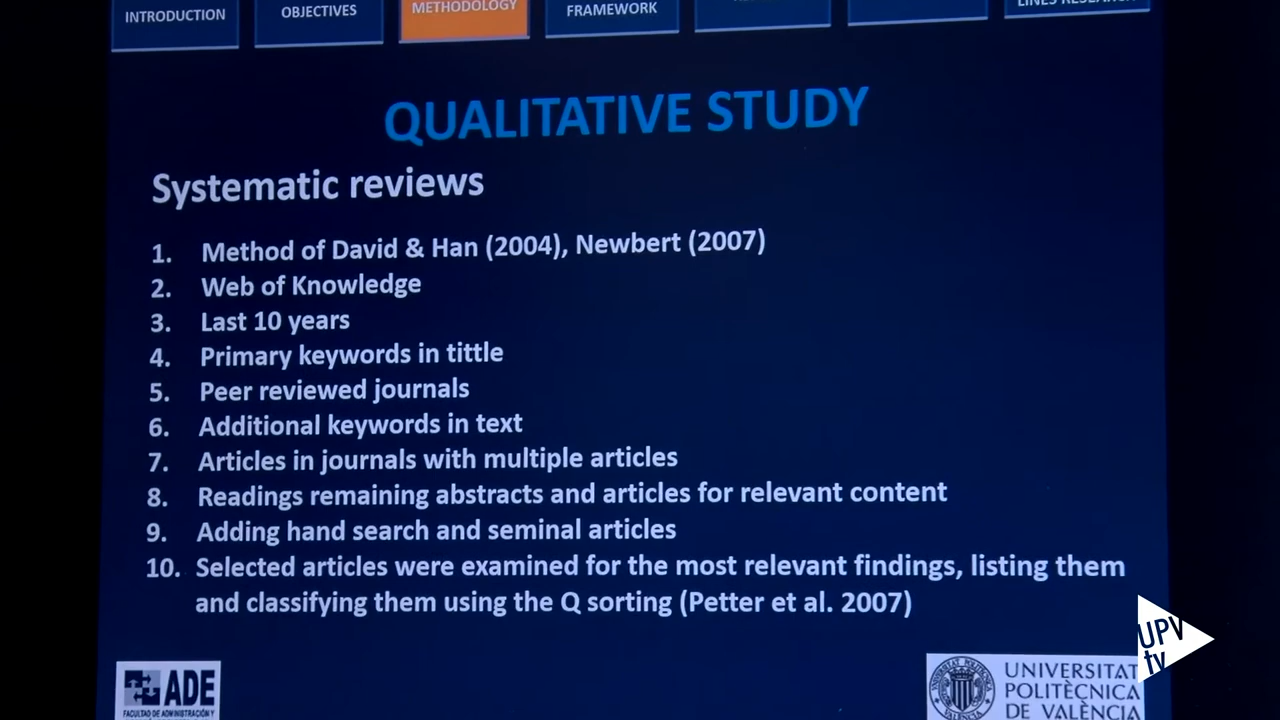 INTRODUCTION
OBJECTIVES
METHODOLOGY
FRAMEWORK
LINES RESEARCH
QUALITATIVE STUDY
Systematic reviews
1. Method of David & Han (2004), Newbert (2007)
2. Web of Knowledge
3. Last 10 years
4. Primary keywords in tittle
5. Peer reviewed journals
6. Additional keywords in text
7. Articles in journals with multiple articles
8. Readings remaining abstracts and articles for relevant content
9. Adding hand search and seminal articles
10. Selected articles were examined for the most relevant findings, listing them
and classifying them using the Q sorting (Petter et al. 2007)
ADE
FACULTAD DE ADMINISTRACIÓN Y
UNIVERSITAT
POLITÈCNICA
DE VALÈNCIA
UPV
tv